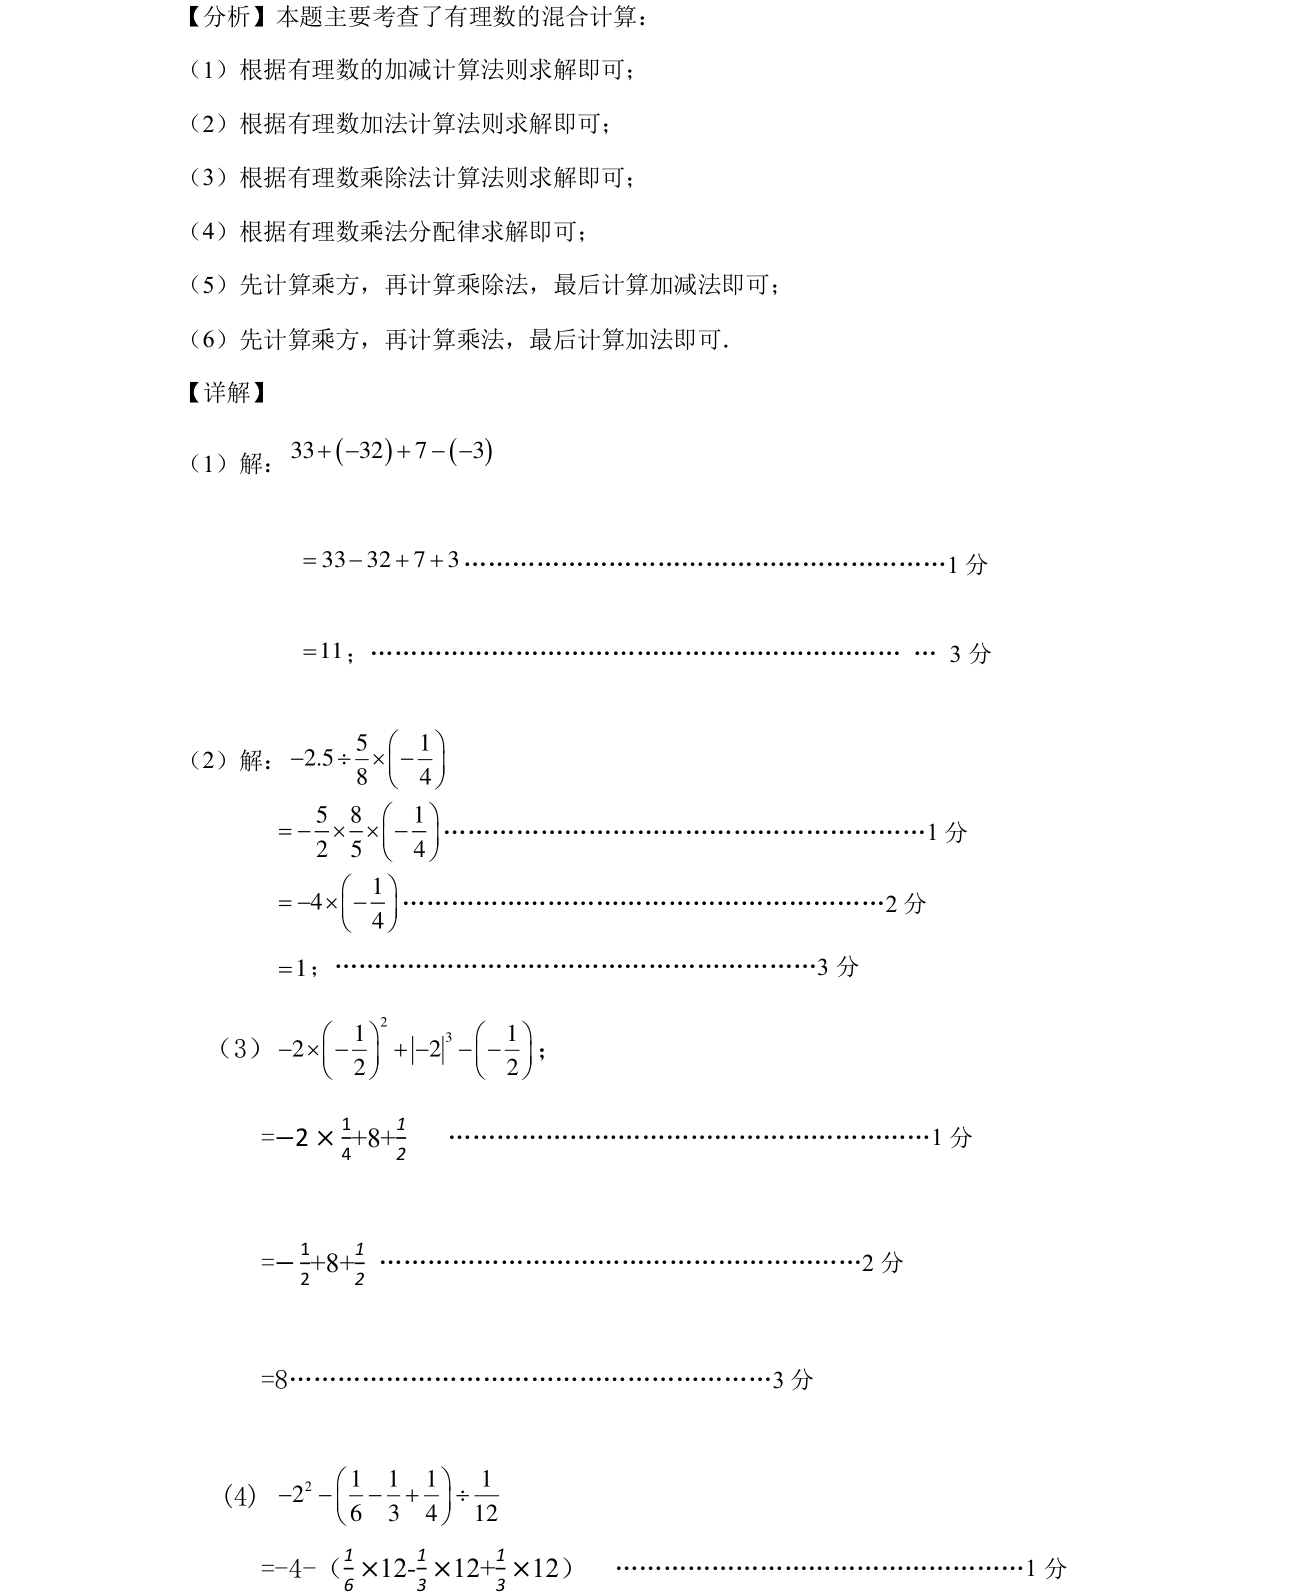 【分析】本题主要考查了有理数的混合计算：
（1）根据有理数的加减计算法则求解即可；
（2）根据有理数加法计算法则求解即可；
（3）根据有理数乘除法计算法则求解即可；
（4）根据有理数乘法分配律求解即可；
（5）先计算乘方，再计算乘除法，最后计算加减法即可；
（6）先计算乘方，再计算乘法，最后计算加法即可．
【详解】
（1）解：33+(−32)+7−(−3)
=33−32+7+3…………………………………………………………1 分
=11；………………………………………………………… … 3 分
（2）解：−2.5÷5/8×(−1/4)
=−5/2×8/5×(−1/4)……………………………………………………1 分
=−4×(−1/4)……………………………………………………2 分
=1；……………………………………………………3 分
（3）−2×(−1/2)²+|−2|³−(−1/2)；
=−2×1/4+8+1/2 ……………………………………………………1 分
=−1/2+8+1/2 ……………………………………………………2 分
=8……………………………………………………3 分
(4) −2²−(1/6−1/3+1/4)÷1/12
=−4−（1/6×12-1/3×12+1/3×12） ……………………………………………1 分